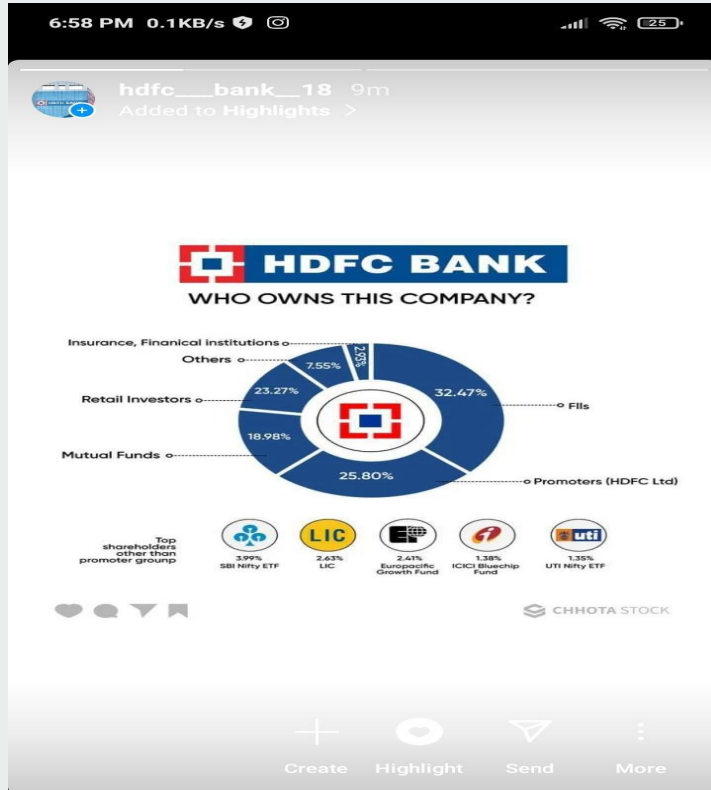 6:58 PM 0.1KB/s
25
hdfc___bank__18 9m
Added to Highlights >
HDFC BANK
WHO OWNS THIS COMPANY?
Insurance, Finanical institutions
2.93%
Others
7.55%
32.47%
Retail Investors
23.27%
FIIs
18.98%
Mutual Funds
25.80%
Promoters (HDFC Ltd)
Top
shareholders
other than
promoter grounp
LIC
uti
3.99%
SBI Nifty ETF
2.63%
LIC
2.41%
Europacific
Growth Fund
1.38%
ICICI Bluechip
Fund
1.35%
UTI Nifty ETF
CHHOTA STOCK
Create Highlight Send More